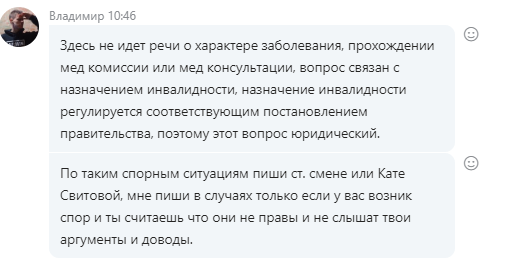 Владимир 10:46
Здесь не идет речи о характере заболевания, прохождении
мед комиссии или мед консультации, вопрос связан с
назначением инвалидности, назначение инвалидности
регулируется соответствующим постановлением
правительства, поэтому этот вопрос юридический.
По таким спорным ситуациям пиши ст. смене или Кате
Свитовой, мне пиши в случаях только если у вас возник
спор и ты считаешь что они не правы и не слышат твои
аргументы и доводы.